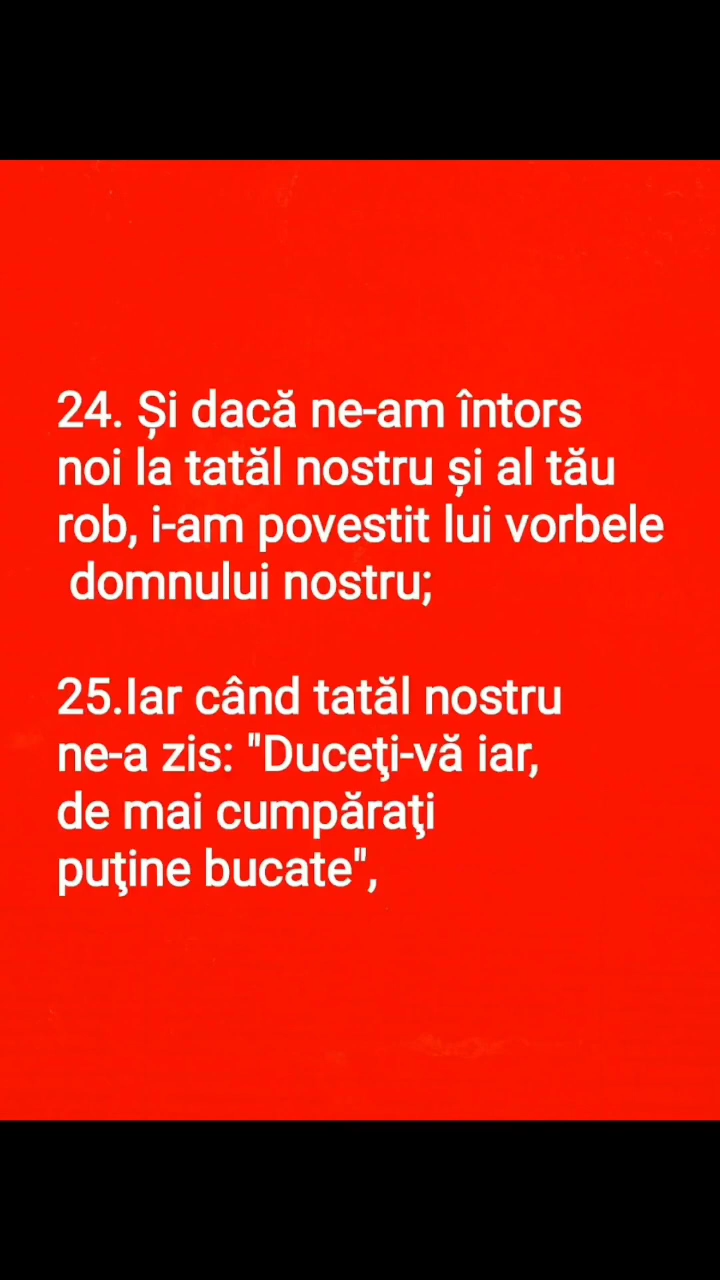 24. Și dacă ne-am întors
noi la tatăl nostru și al tău
rob, i-am povestit lui vorbele
domnului nostru;
25.Iar când tatăl nostru
ne-a zis: "Duceţi-vă iar,
de mai cumpăraţi
puţine bucate",